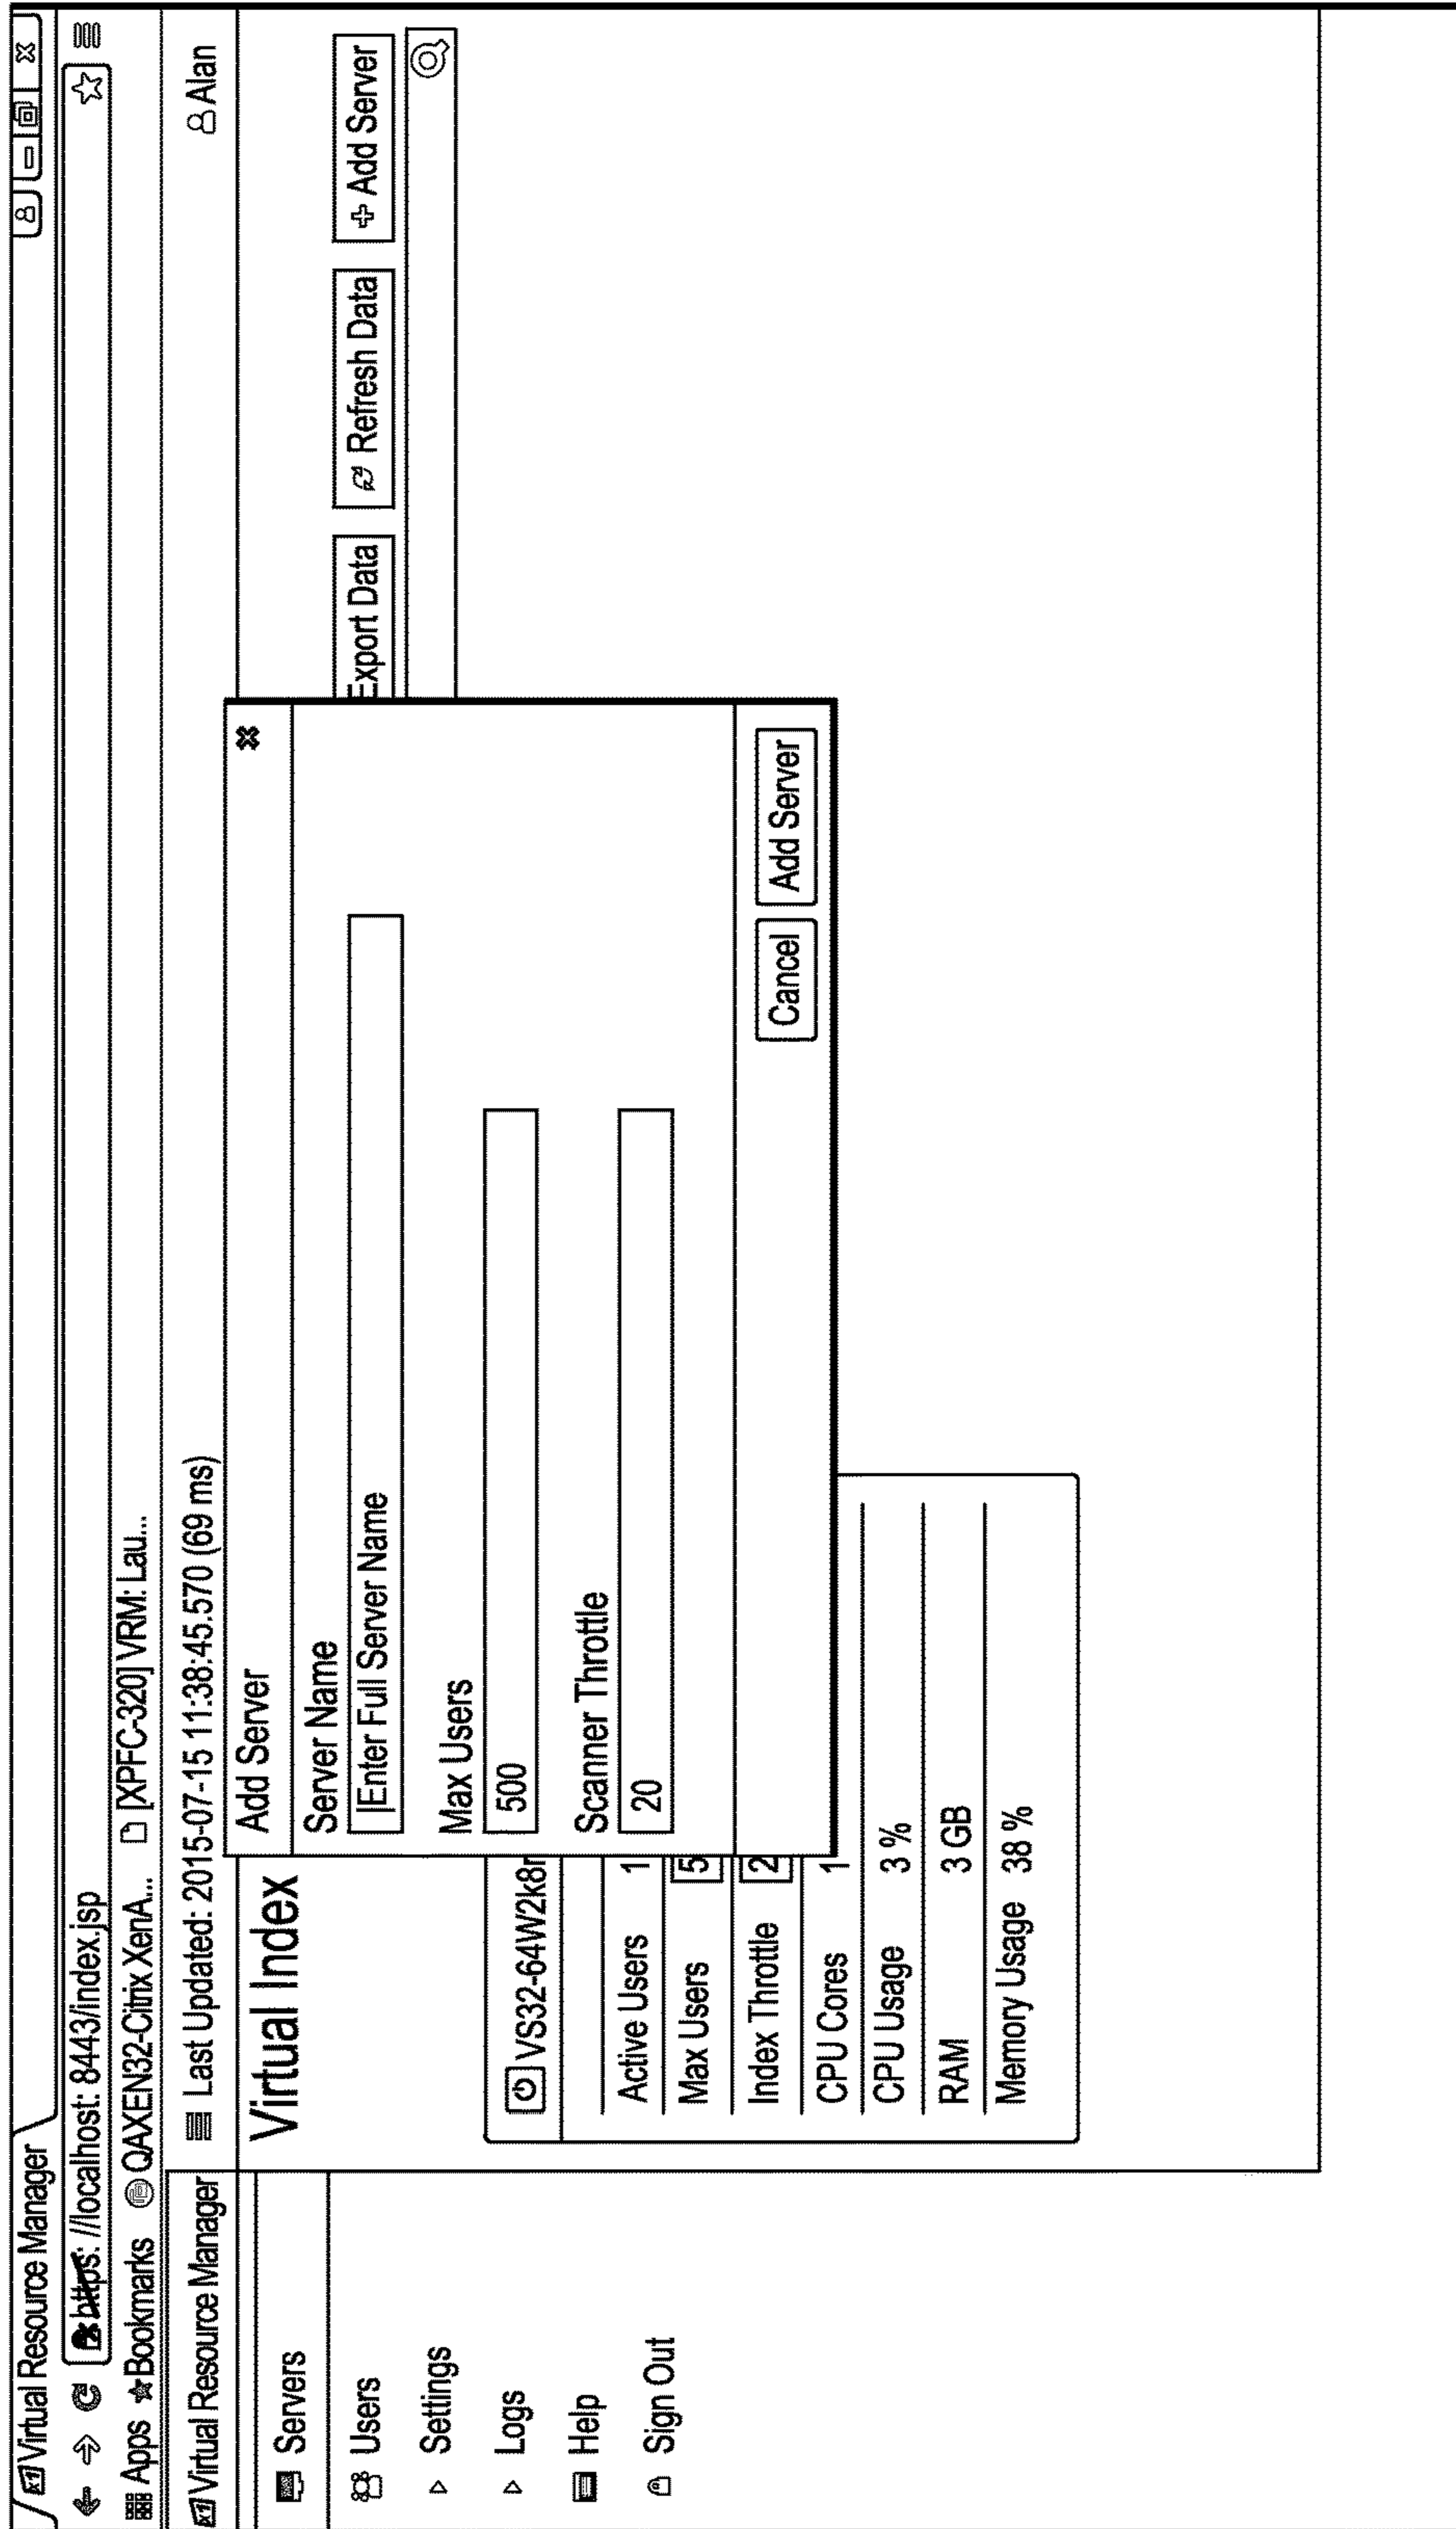 x1 Virtual Resource Manager
https: //localhost: 8443/index.jsp
Apps Bookmarks QAXEN32-Citrix XenA... [XPFC-320] VRM: Lau...
x1 Virtual Resource Manager
Last Updated: 2015-07-15 11:38:45.570 (69 ms)
Alan
Servers
Users
Settings
Logs
Help
Sign Out
Virtual Index
Export Data
Refresh Data
+ Add Server
VS32-64W2k8r
Active Users 1
Max Users 5
Index Throttle 2
CPU Cores 1
CPU Usage 3 %
RAM 3 GB
Memory Usage 38 %
Add Server
Server Name
Enter Full Server Name
Max Users
500
Scanner Throttle
20
Cancel
Add Server